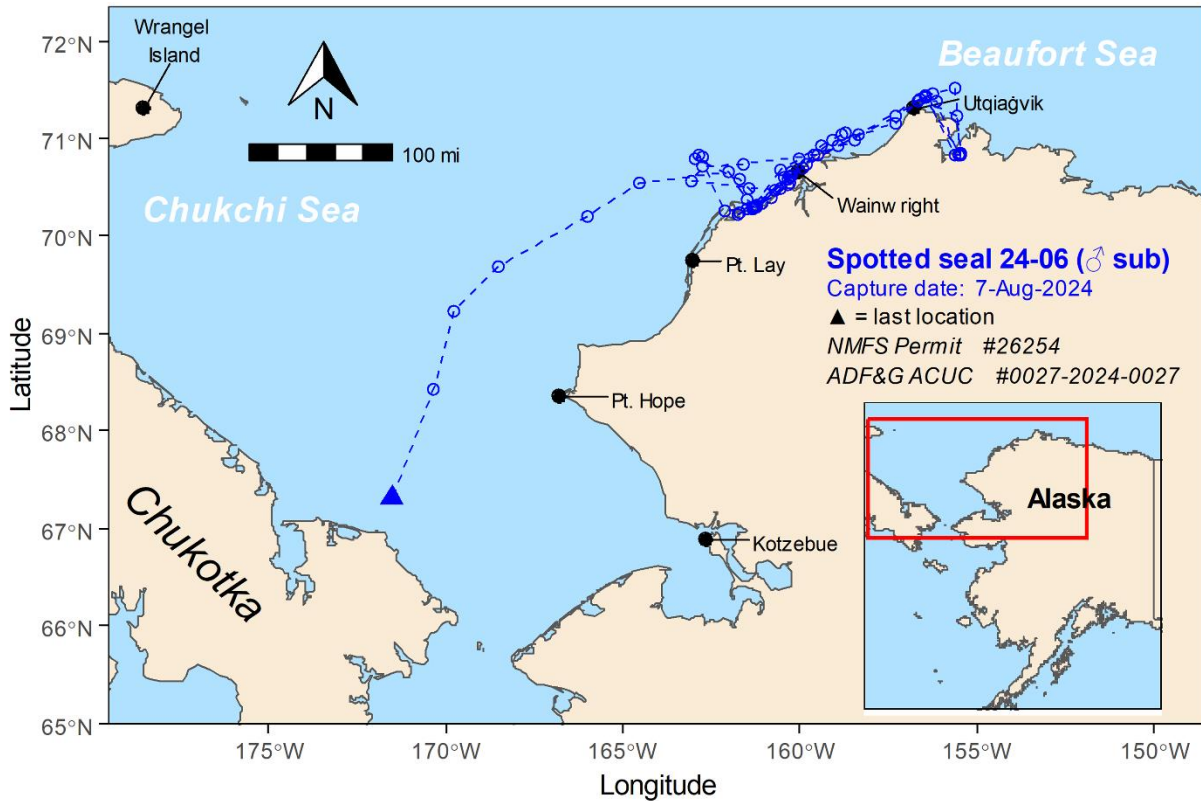 72°N
71°N
70°N
69°N
68°N
67°N
66°N
65°N
Latitude
175°W
170°W
165°W
160°W
155°W
150°W
Longitude
Wrangel
Island
N
100 mi
Beaufort Sea
Utqiaġvik
Chukchi Sea
Wainw right
Pt. Lay
Spotted seal 24-06 (♂ sub)
Capture date: 7-Aug-2024
▲ = last location
NMFS Permit #26254
ADF&G ACUC #0027-2024-0027
Pt. Hope
Alaska
Chukotka
Kotzebue